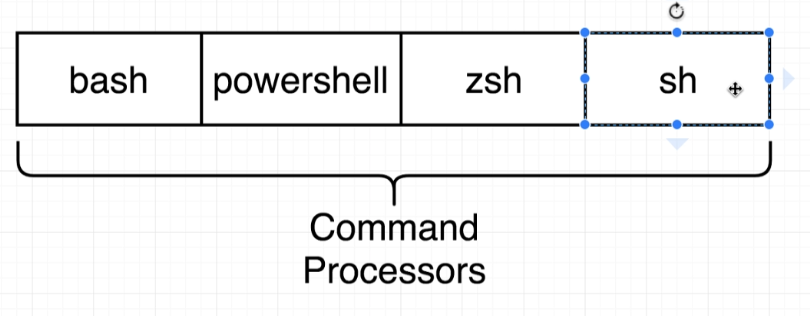 bash powershell zsh sh
Command
Processors